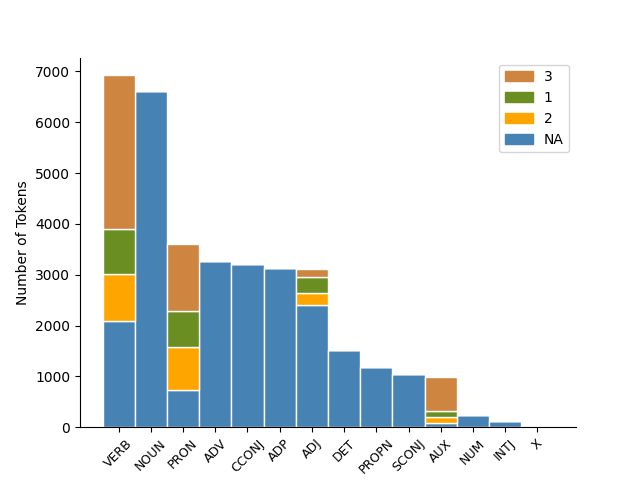 3
1
2
NA
Number of Tokens
7000
6000
5000
4000
3000
2000
1000
0
VERB
NOUN
PRON
ADV
CCONJ
ADP
ADJ
DET
PROPN
SCONJ
AUX
NUM
INTJ
X